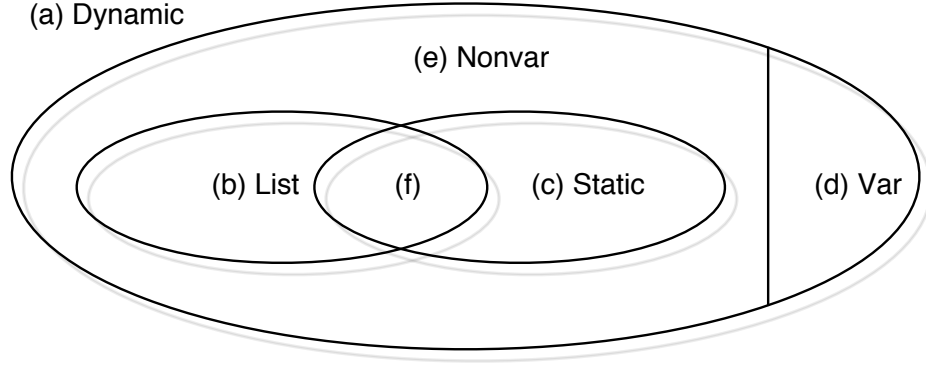 (a) Dynamic
(e) Nonvar
(b) List
(f)
(c) Static
(d) Var